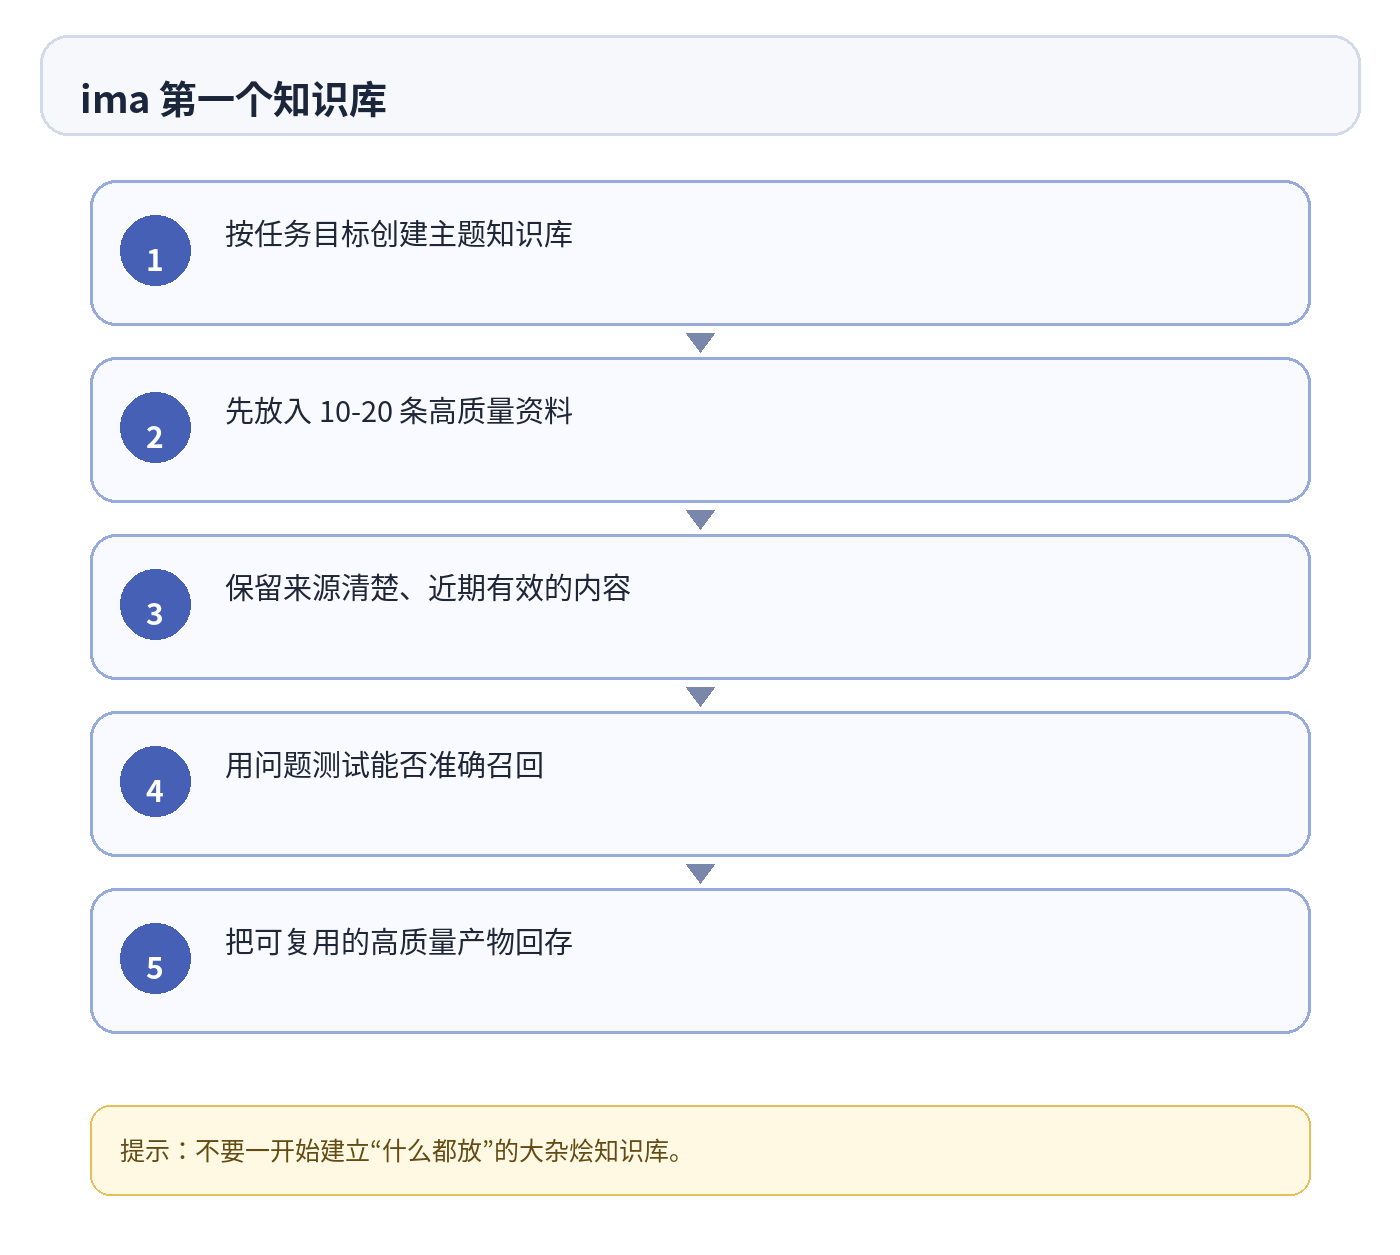 ima 第一个知识库
1
按任务目标创建主题知识库
2
先放入 10-20 条高质量资料
3
保留来源清楚、近期有效的内容
4
用问题测试能否准确召回
5
把可复用的高质量产物回存
提示：不要一开始建立“什么都放”的大杂烩知识库。